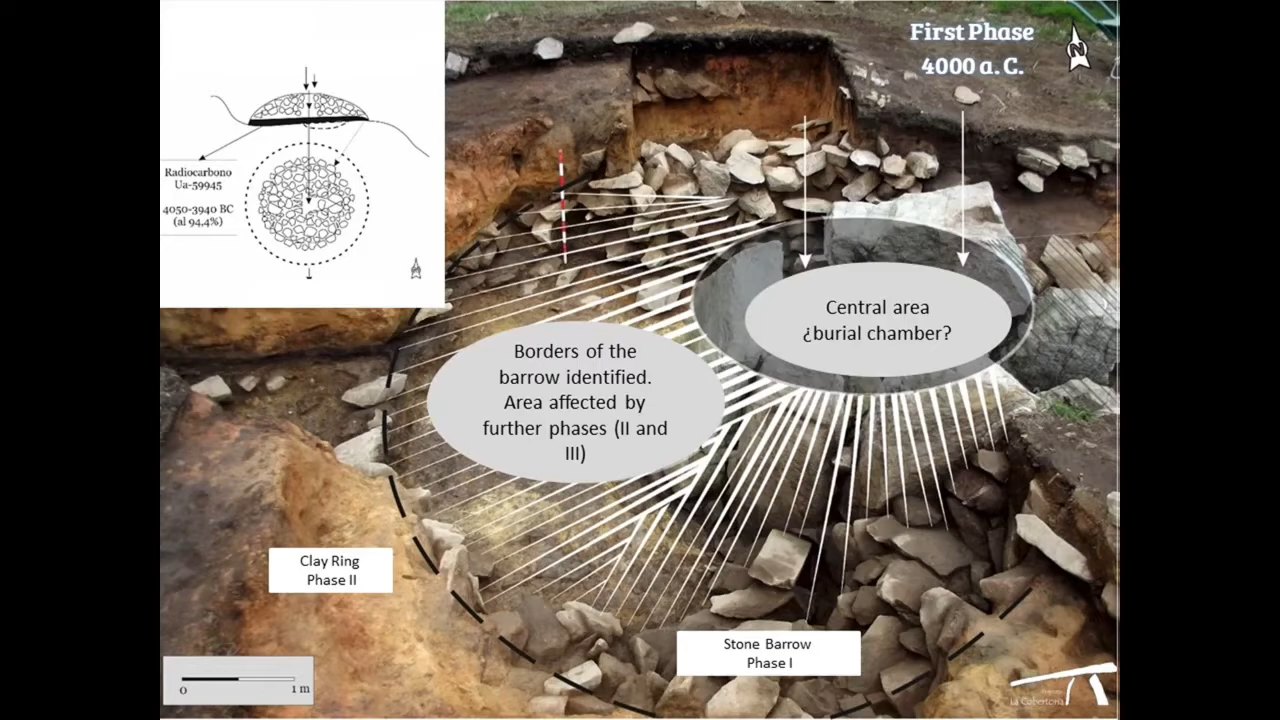 First Phase
4000 a. C.
N
Radiocarbono
Ua-59945
4050-3940 BC
(al 94,4%)
Central area
¿burial chamber?
Borders of the
barrow identified.
Area affected by
further phases (II and
III)
Clay Ring
Phase II
Stone Barrow
Phase I
0 1 m
La Cobertoria